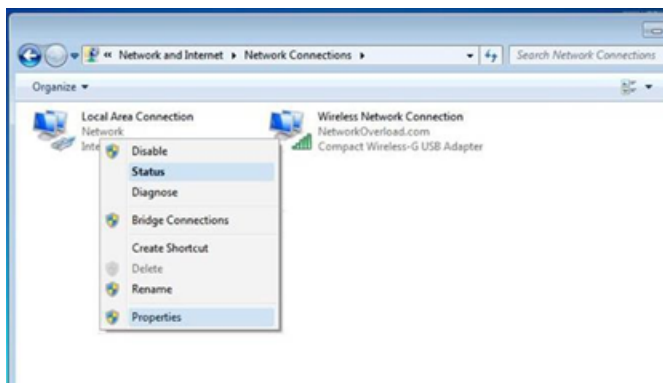 « Network and Internet ▸ Network Connections ▸
Search Network Connections
Organize ▾
Local Area Connection
Network
Inte
Wireless Network Connection
NetworkOverload.com
Compact Wireless-G USB Adapter
Disable
Status
Diagnose
Bridge Connections
Create Shortcut
Delete
Rename
Properties